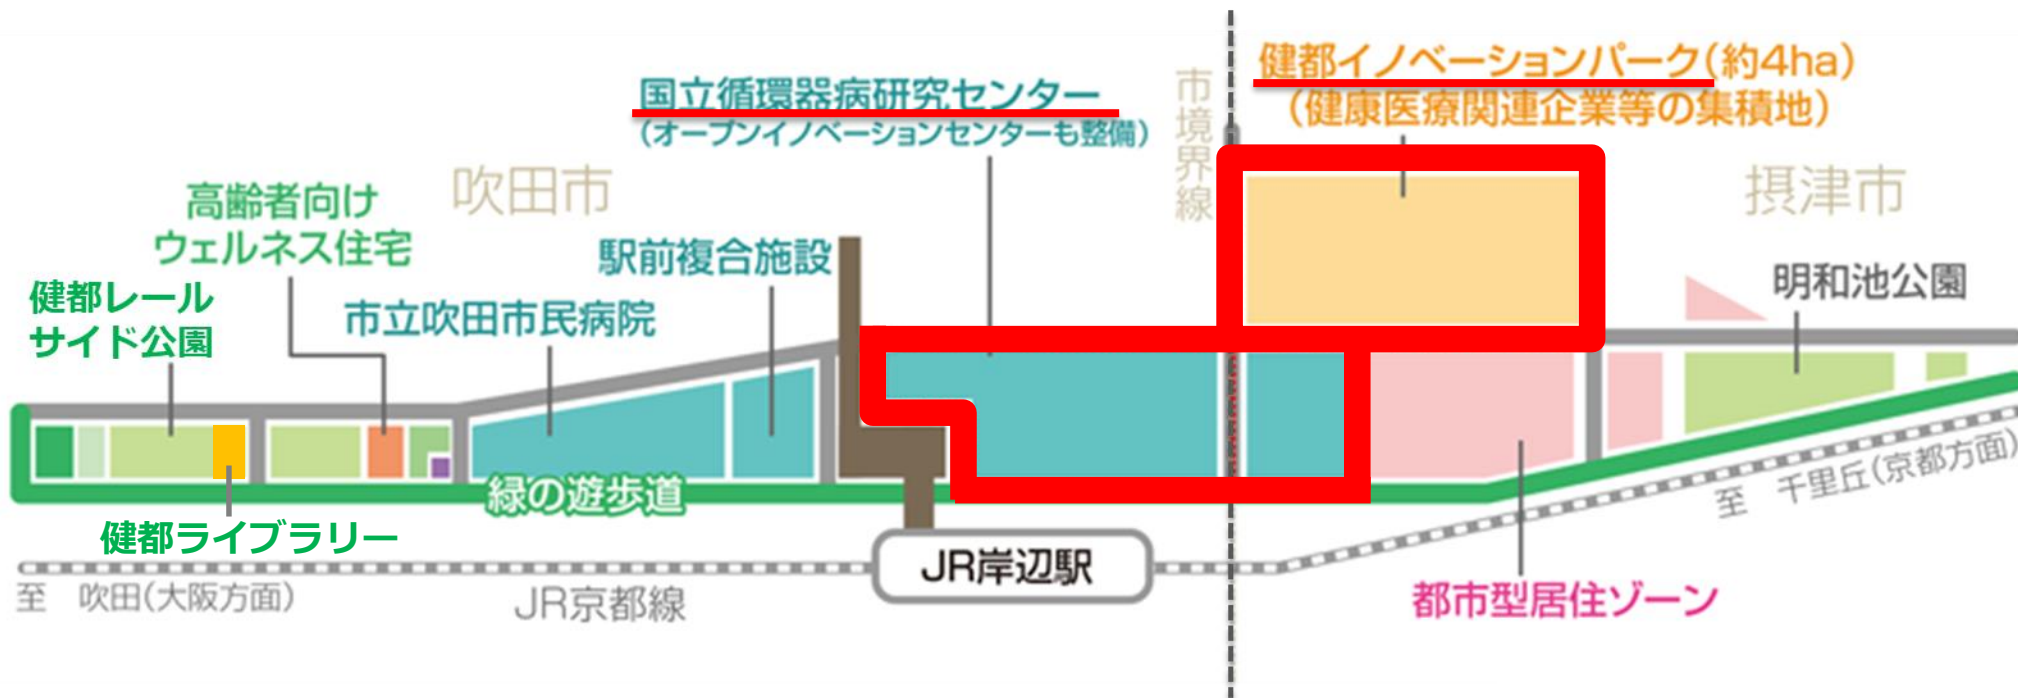 健都イノベーションパーク(約4ha)
(健康医療関連企業等の集積地)
国立循環器病研究センター
(オープンイノベーションセンターも整備)
市境界線
吹田市
摂津市
高齢者向け
ウェルネス住宅
駅前複合施設
健都レール
サイド公園
市立吹田市民病院
明和池公園
緑の遊歩道
健都ライブラリー
JR岸辺駅
至 千里丘(京都方面)
至 吹田(大阪方面)
JR京都線
都市型居住ゾーン